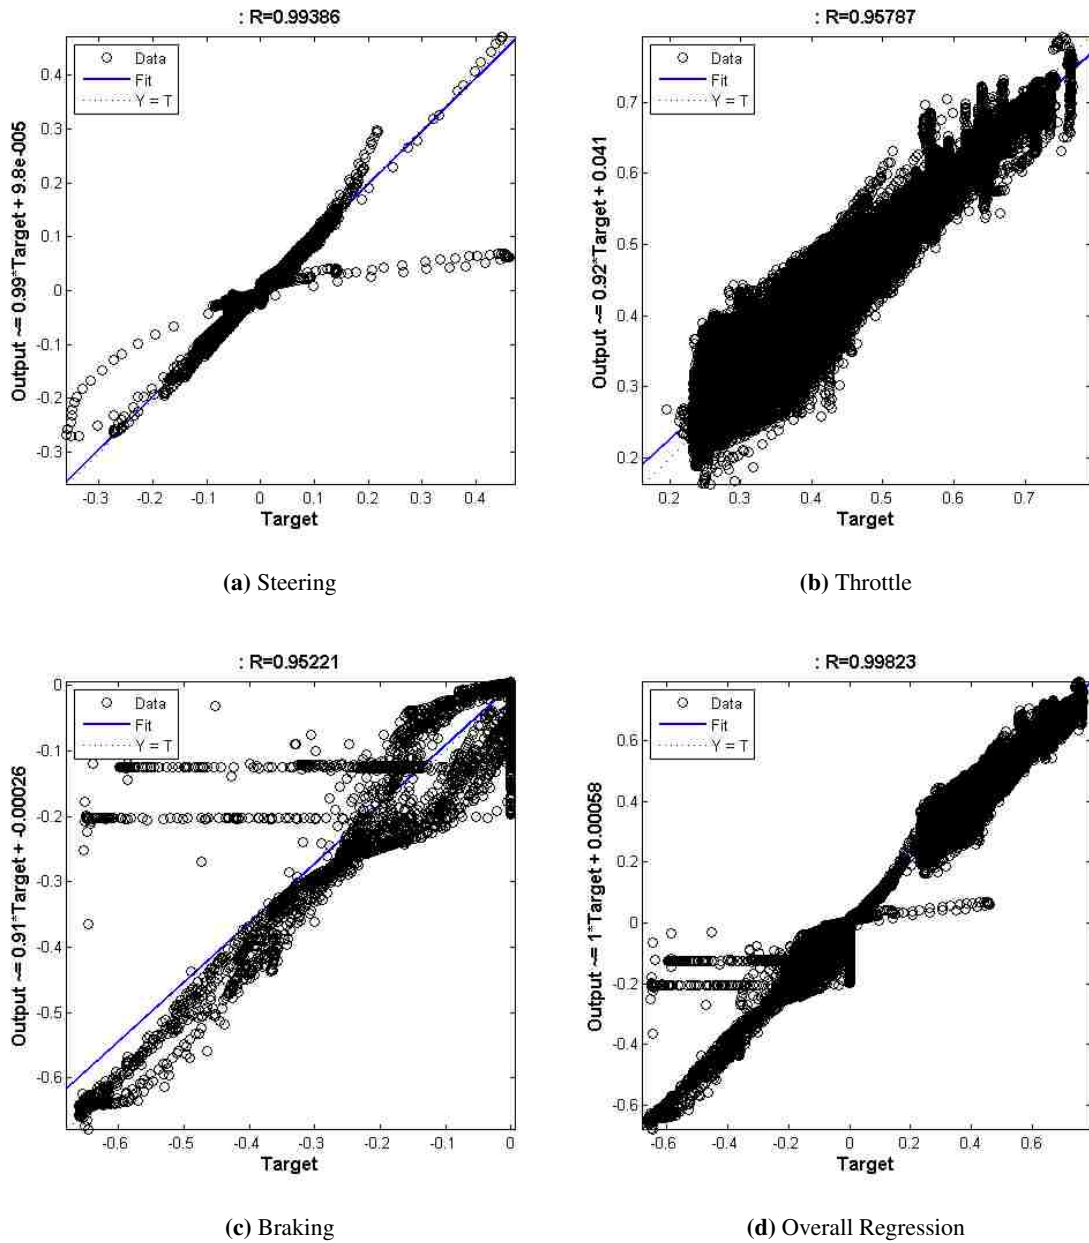 : R=0.99386
Data
Fit
Y = T
0.4
0.3
0.2
0.1
0
-0.1
-0.2
-0.3
Output ~= 0.99*Target + 9.8e-005
-0.3 -0.2 -0.1 0 0.1 0.2 0.3 0.4
Target
(a) Steering
: R=0.95787
Data
Fit
Y = T
0.7
0.6
0.5
0.4
0.3
0.2
Output ~= 0.92*Target + 0.041
0.2 0.3 0.4 0.5 0.6 0.7
Target
(b) Throttle
: R=0.95221
Data
Fit
Y = T
0
-0.1
-0.2
-0.3
-0.4
-0.5
-0.6
Output ~= 0.91*Target + -0.00026
-0.6 -0.5 -0.4 -0.3 -0.2 -0.1 0
Target
(c) Braking
: R=0.99823
Data
Fit
Y = T
0.6
0.4
0.2
0
-0.2
-0.4
-0.6
Output ~= 1*Target + 0.00058
-0.6 -0.4 -0.2 0 0.2 0.4 0.6
Target
(d) Overall Regression